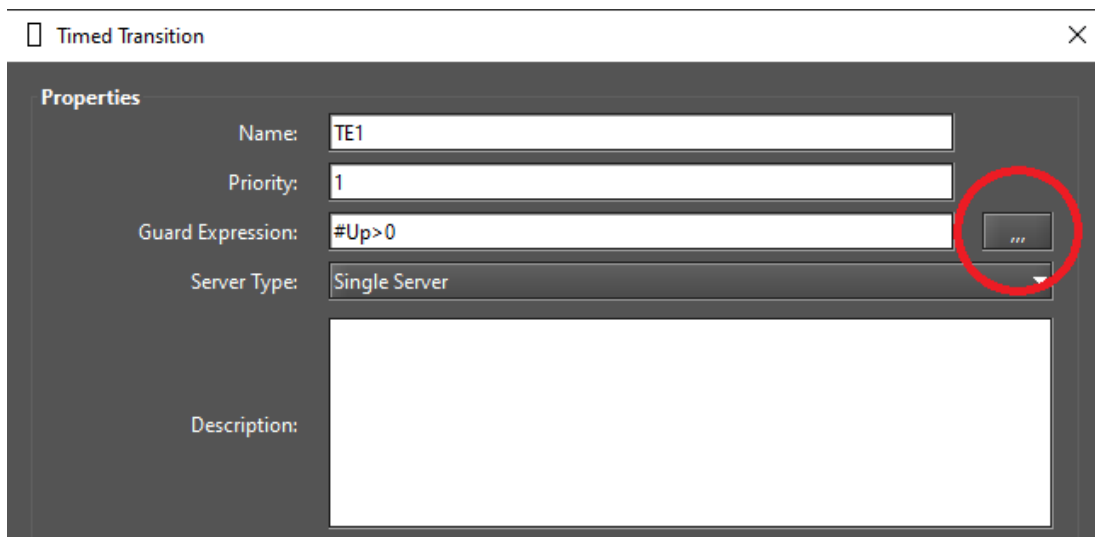 Timed Transition
Properties
Name: TE1
Priority: 1
Guard Expression: #Up>0 ,,,
Server Type: Single Server
Description: